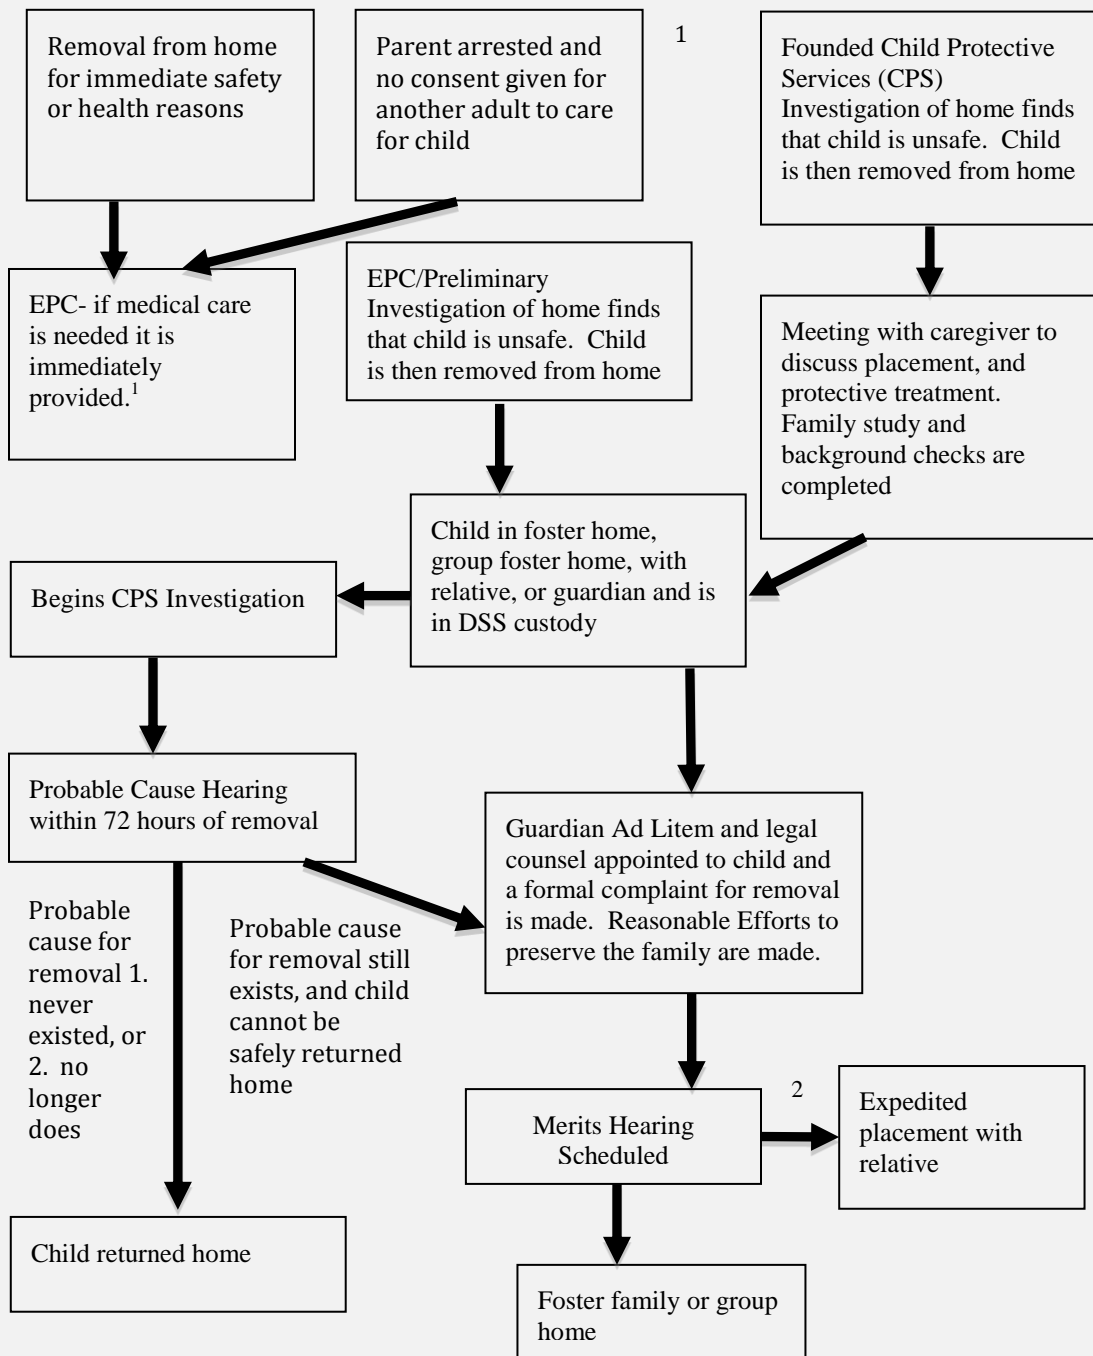 Removal from home
for immediate safety
or health reasons
Parent arrested and
no consent given for
another adult to care
for child
1
Founded Child Protective
Services (CPS)
Investigation of home finds
that child is unsafe.  Child
is then removed from home
EPC- if medical care
is needed it is
immediately
provided.1
EPC/Preliminary
Investigation of home finds
that child is unsafe.  Child
is then removed from home
Meeting with caregiver to
discuss placement, and
protective treatment.
Family study and
background checks are
completed
Child in foster home,
group foster home, with
relative, or guardian and is
in DSS custody
Begins CPS Investigation
Probable Cause Hearing
within 72 hours of removal
Guardian Ad Litem and legal
counsel appointed to child and
a formal complaint for removal
is made.  Reasonable Efforts to
preserve the family are made.
Probable
cause for
removal 1.
never
existed, or
2.  no
longer
does
Probable cause
for removal still
exists, and child
cannot be
safely returned
home
Merits Hearing
Scheduled
2
Expedited
placement with
relative
Child returned home
Foster family or group
home